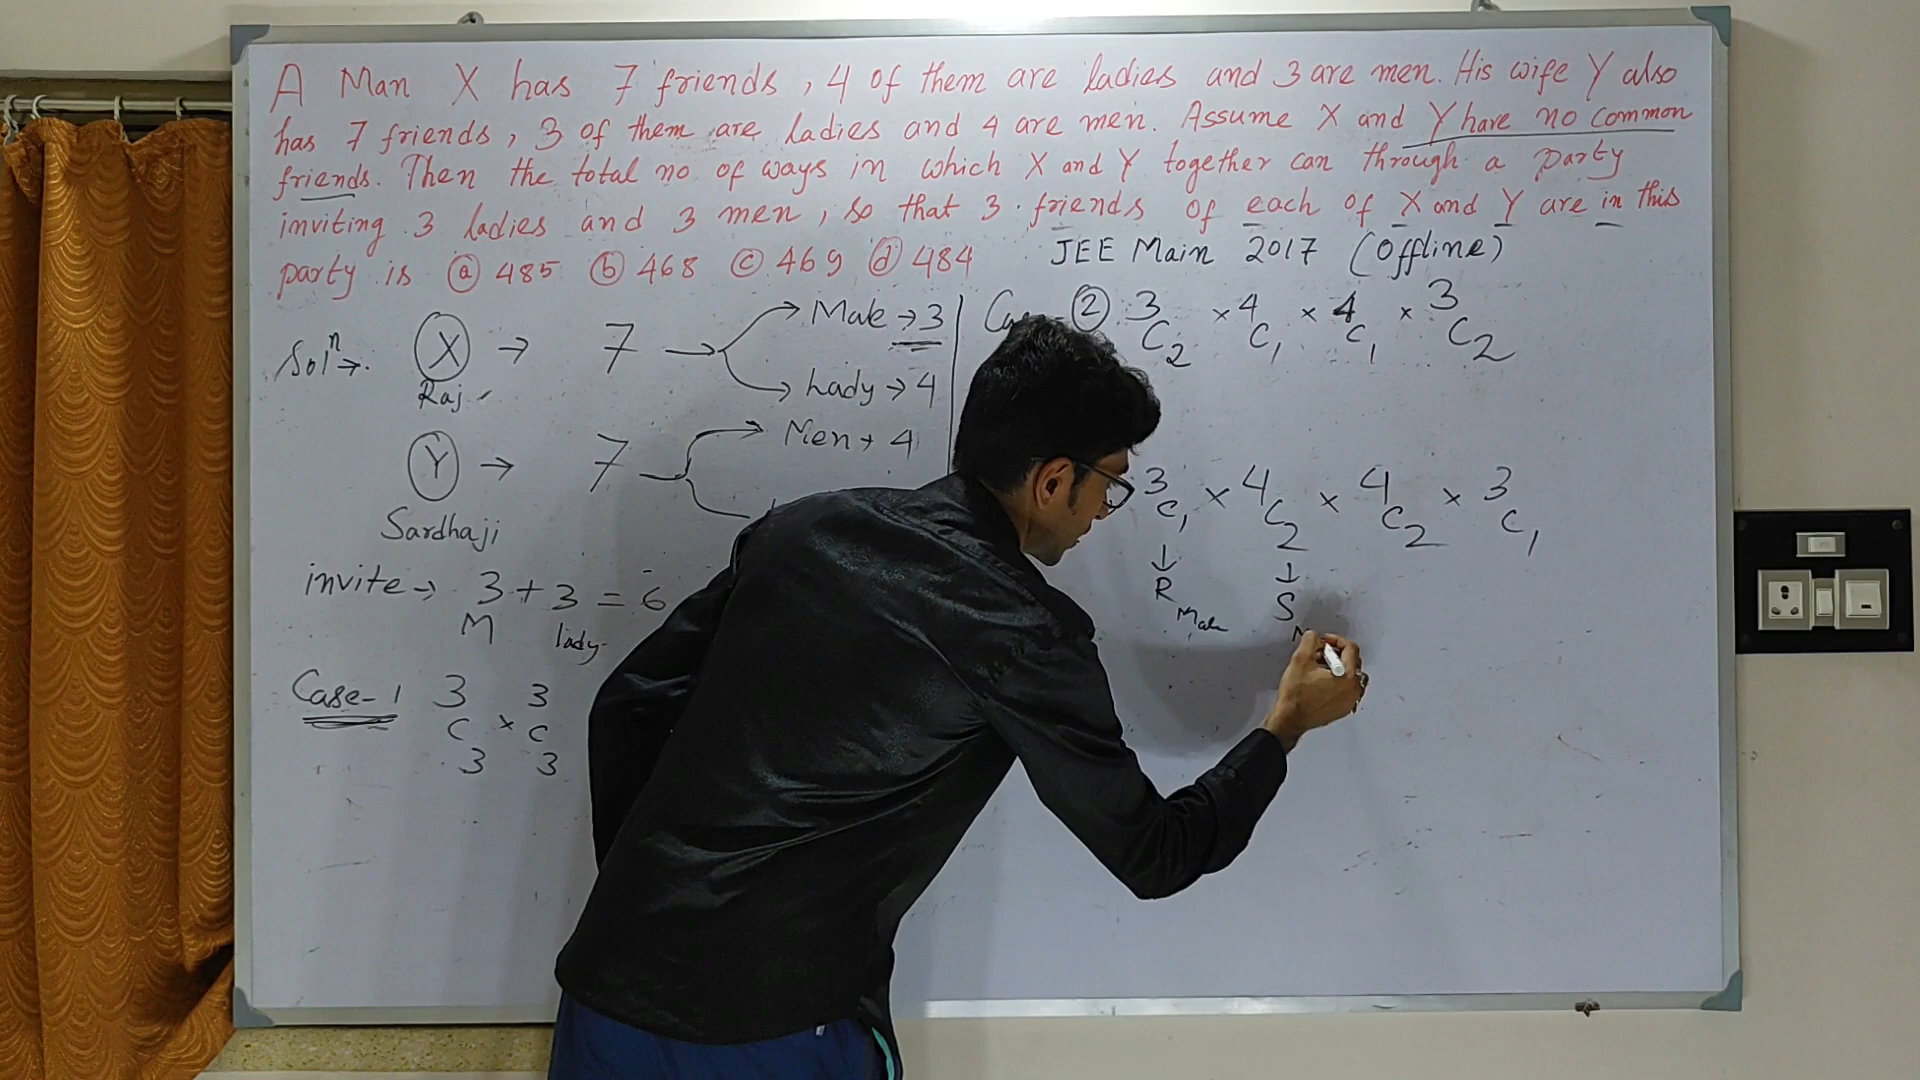 A Man X has 7 friends, 4 of them are ladies and 3 are men. His wife Y also
has 7 friends, 3 of them are ladies and 4 are men. Assume X and Y have no common
friends. Then the total no of ways in which X and Y together can through a party
inviting 3 ladies and 3 men, so that 3 friends of each of X and Y are in this
party is (a) 485 (b) 468 (c) 469 (d) 484 JEE Main 2017 (Offline)
Solⁿ→. X → 7 → Male → 3
Raj
Lady → 4
Y → 7 Men → 4
Sardhaji
invite → 3 + 3 = 6
M lady
Case-1 3C3 × 3C3
② 3C2 × 4C1 × 4C1 × 3C2
3C1 × 4C2 × 4C2 × 3C1
↓ ↓
R Male S